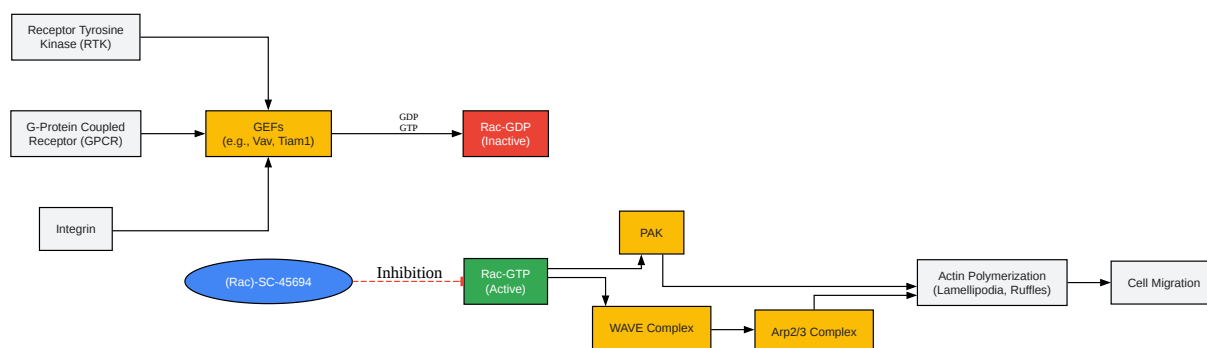 Receptor Tyrosine
Kinase (RTK)
G-Protein Coupled
Receptor (GPCR)
GEFs
(e.g., Vav, Tiam1)
GDP
GTP
Rac-GDP
(Inactive)
Integrin
PAK
(Rac)-SC-45694
Inhibition
Rac-GTP
(Active)
Actin Polymerization
(Lamellipodia, Ruffles)
Cell Migration
WAVE Complex
Arp2/3 Complex